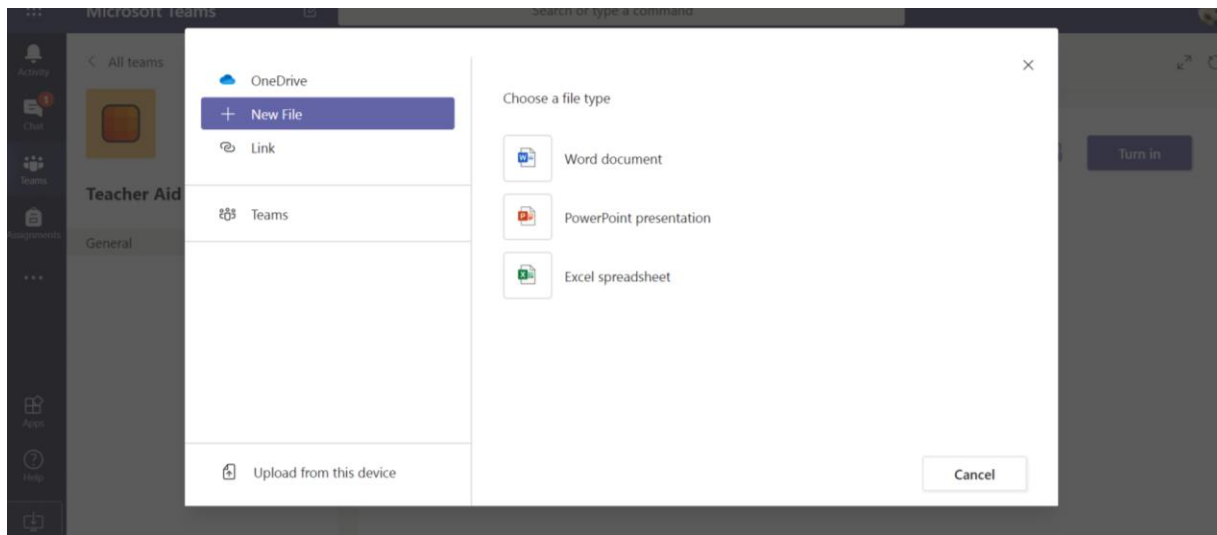 Microsoft Teams
Search or type a command
Activity
Chat
1
Teams
Assignments
Apps
Help
All teams
Teacher Aid
General
OneDrive
New File
Link
Teams
Upload from this device
Choose a file type
Word document
PowerPoint presentation
Excel spreadsheet
Cancel
Turn in